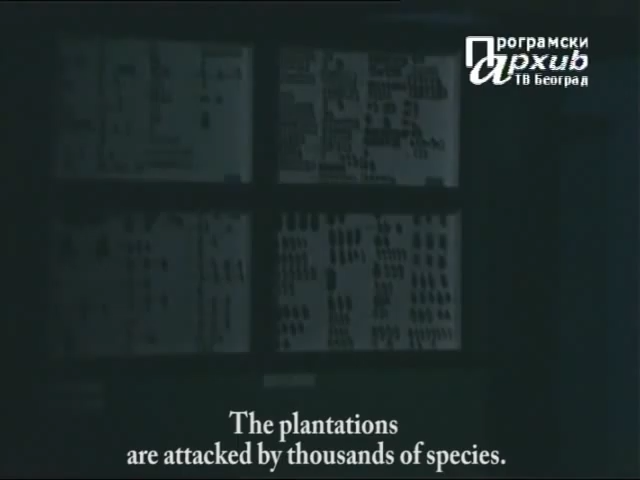 Програмски
архив
ТВ Београд
The plantations
are attacked by thousands of species.